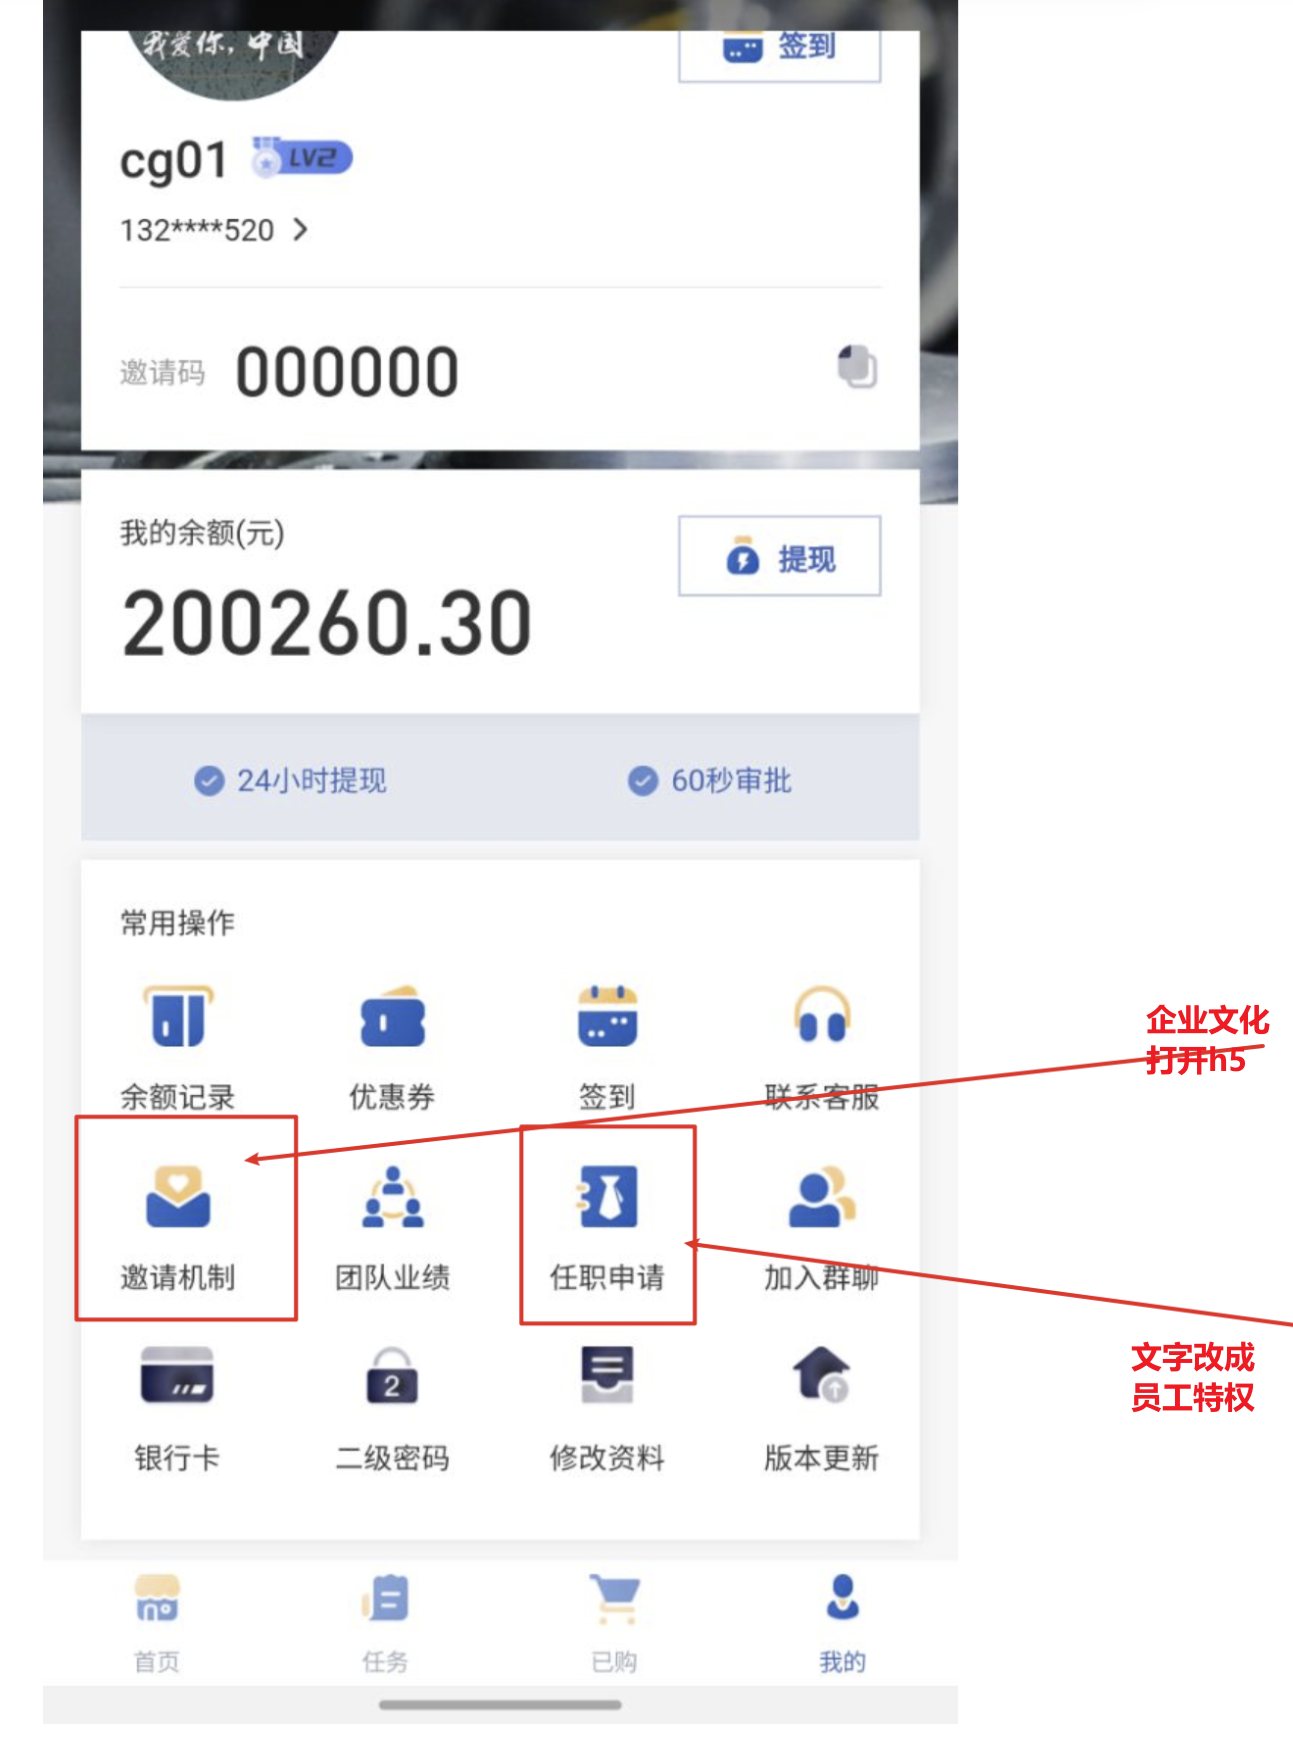 我爱你，中国
签到
cg01
LV2
132****520
邀请码 000000
我的余额(元)
提现
200260.30
24小时提现
60秒审批
常用操作
余额记录
优惠券
签到
联系客服
企业文化
打开h5
邀请机制
团队业绩
任职申请
加入群聊
文字改成
员工特权
2
银行卡
二级密码
修改资料
版本更新
首页
任务
已购
我的